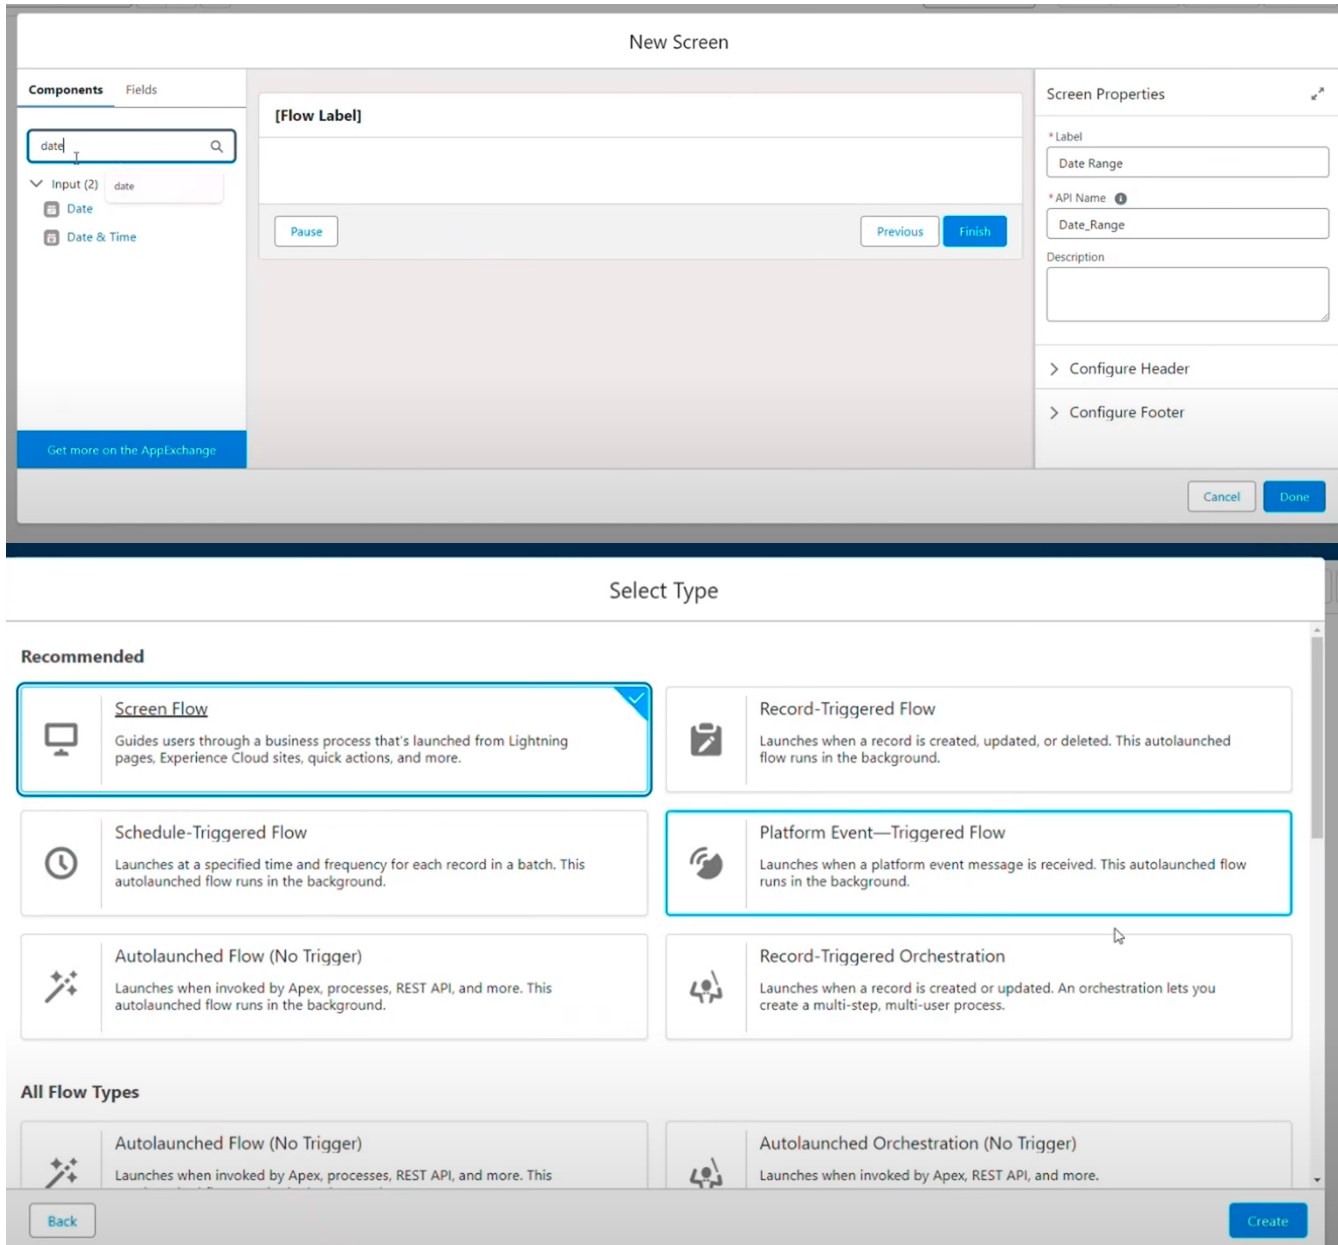 New Screen
Components
Fields
date
Input (2)
date
Date
Date & Time
Get more on the AppExchange
[Flow Label]
Pause
Previous
Finish
Screen Properties
* Label
Date Range
* API Name
Date_Range
Description
Configure Header
Configure Footer
Cancel
Done
Select Type
Recommended
Screen Flow
Guides users through a business process that's launched from Lightning
pages, Experience Cloud sites, quick actions, and more.
Record-Triggered Flow
Launches when a record is created, updated, or deleted. This autolaunched
flow runs in the background.
Schedule-Triggered Flow
Launches at a specified time and frequency for each record in a batch. This
autolaunched flow runs in the background.
Platform Event—Triggered Flow
Launches when a platform event message is received. This autolaunched flow
runs in the background.
Autolaunched Flow (No Trigger)
Launches when invoked by Apex, processes, REST API, and more. This
autolaunched flow runs in the background.
Record-Triggered Orchestration
Launches when a record is created or updated. An orchestration lets you
create a multi-step, multi-user process.
All Flow Types
Autolaunched Flow (No Trigger)
Launches when invoked by Apex, processes, REST API, and more. This
Autolaunched Orchestration (No Trigger)
Launches when invoked by Apex, REST API, and more.
Back
Create